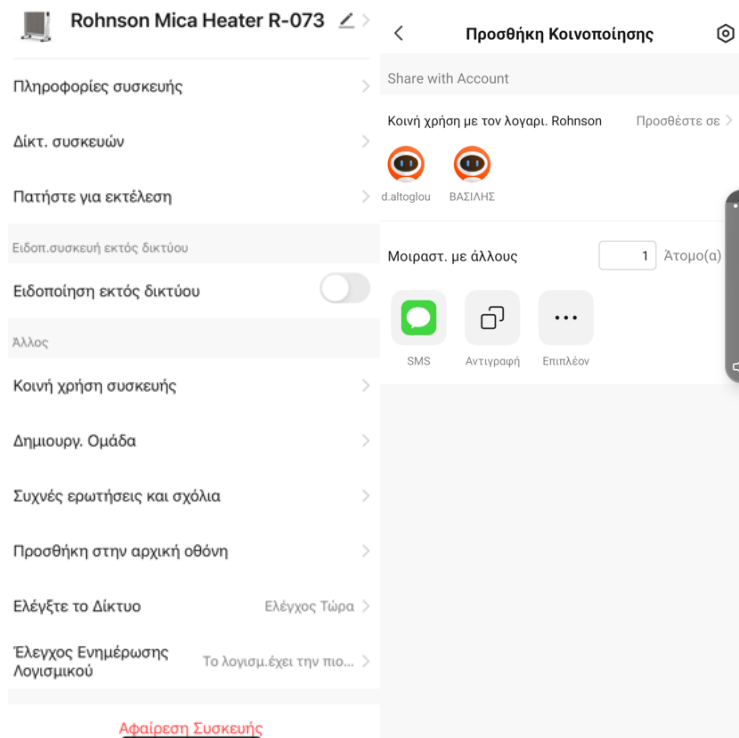 Rohnson Mica Heater R-073
Πληροφορίες συσκευής
Δίκτ. συσκευών
Πατήστε για εκτέλεση
Ειδοπ.συσκευή εκτός δικτύου
Ειδοποίηση εκτός δικτύου
Άλλος
Κοινή χρήση συσκευής
Δημιουργ. Ομάδα
Συχνές ερωτήσεις και σχόλια
Προσθήκη στην αρχική οθόνη
Ελέγξτε το Δίκτυο Ελέγχος Τώρα
Έλεγχος Ενημέρωσης
Λογισμικού
Το λογισμ.έχει την πιο...
Αφαίρεση Συσκευής
Προσθήκη Κοινοποίησης
Share with Account
Κοινή χρήση με τον λογαρι. Rohnson Προσθέστε σε
d.altoglou ΒΑΣΙΛΗΣ
Μοιραστ. με άλλους 1 Άτομο(α)
SMS Αντιγραφή Επιπλέον